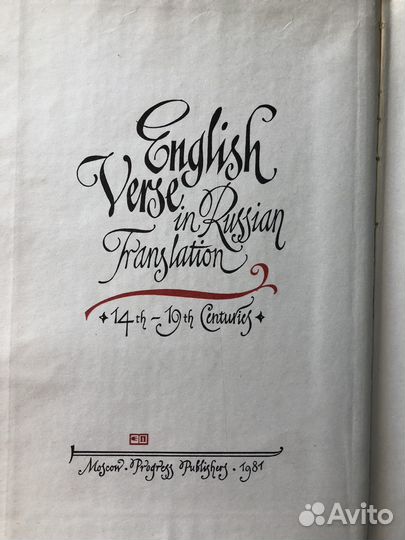 English
Verse
in Russian
Translation
14th – 19th Centuries
Moscow · Progress Publishers · 1981
Avito